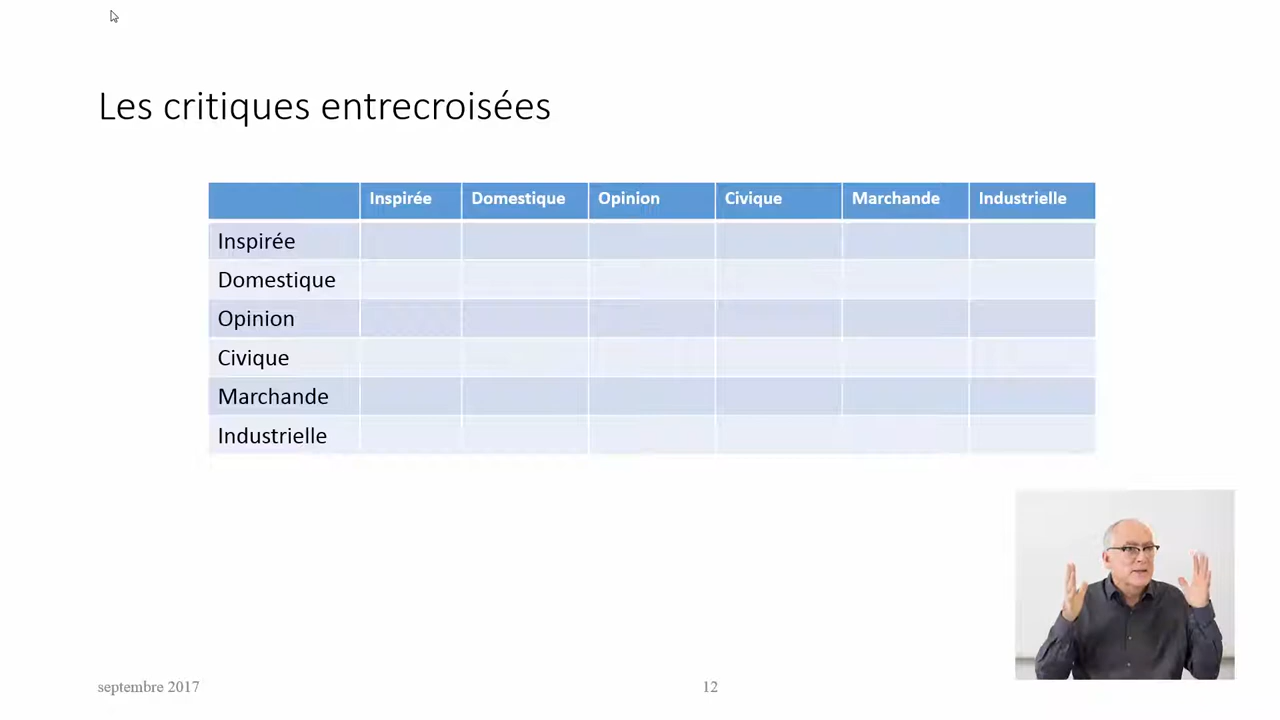 Les critiques entrecroisées
Inspirée Domestique Opinion Civique Marchande Industrielle
Inspirée
Domestique
Opinion
Civique
Marchande
Industrielle
septembre 2017
12